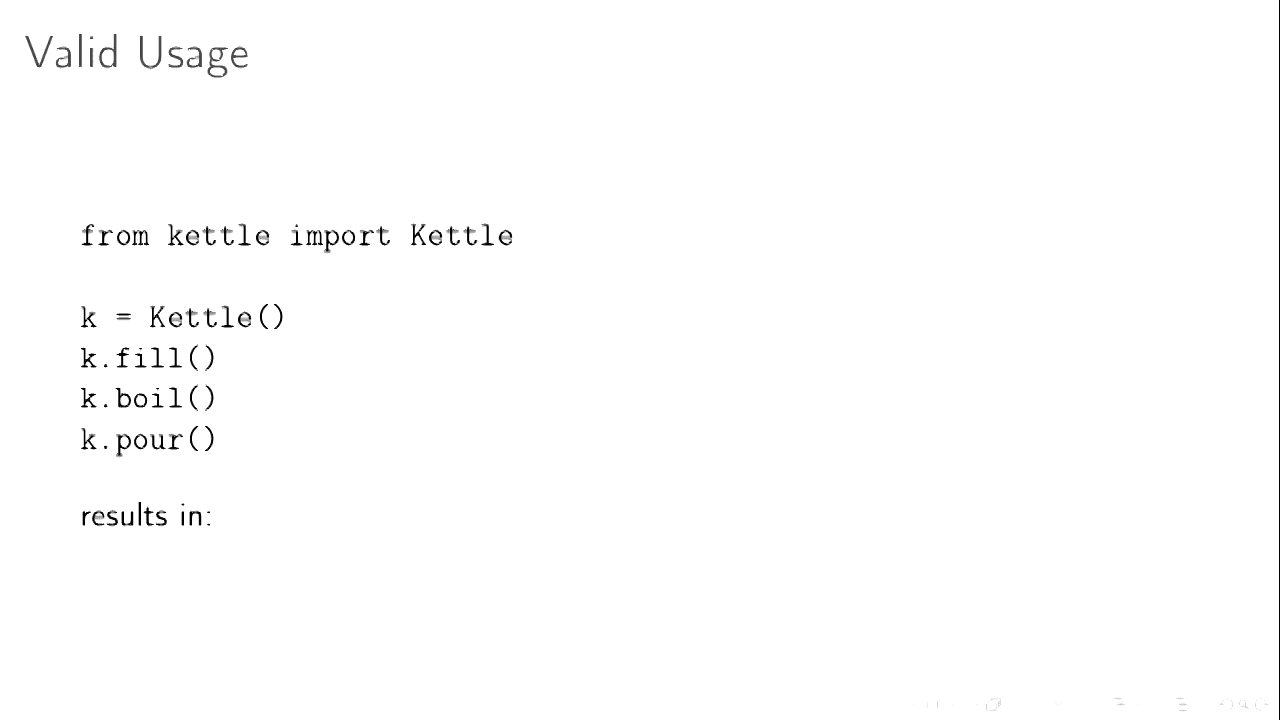 Valid Usage
from kettle import Kettle
k = Kettle()
k.fill()
k.boil()
k.pour()
results in: